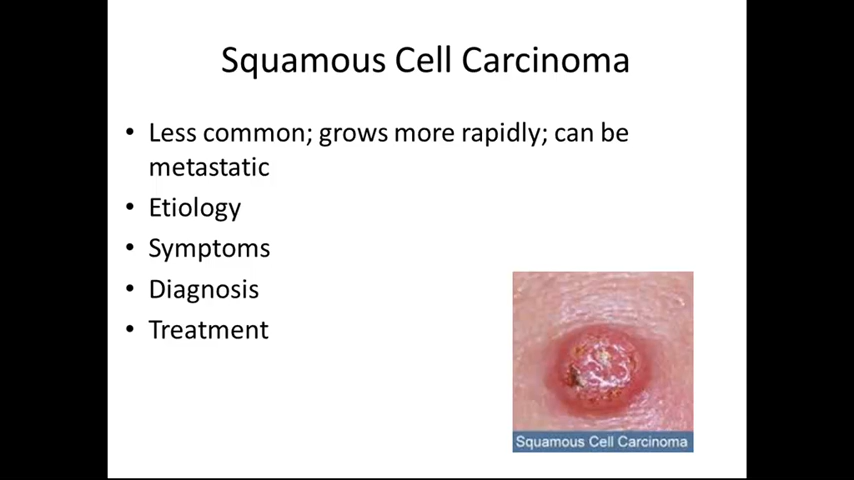 Squamous Cell Carcinoma
• Less common; grows more rapidly; can be
metastatic
• Etiology
• Symptoms
• Diagnosis
• Treatment
Squamous Cell Carcinoma